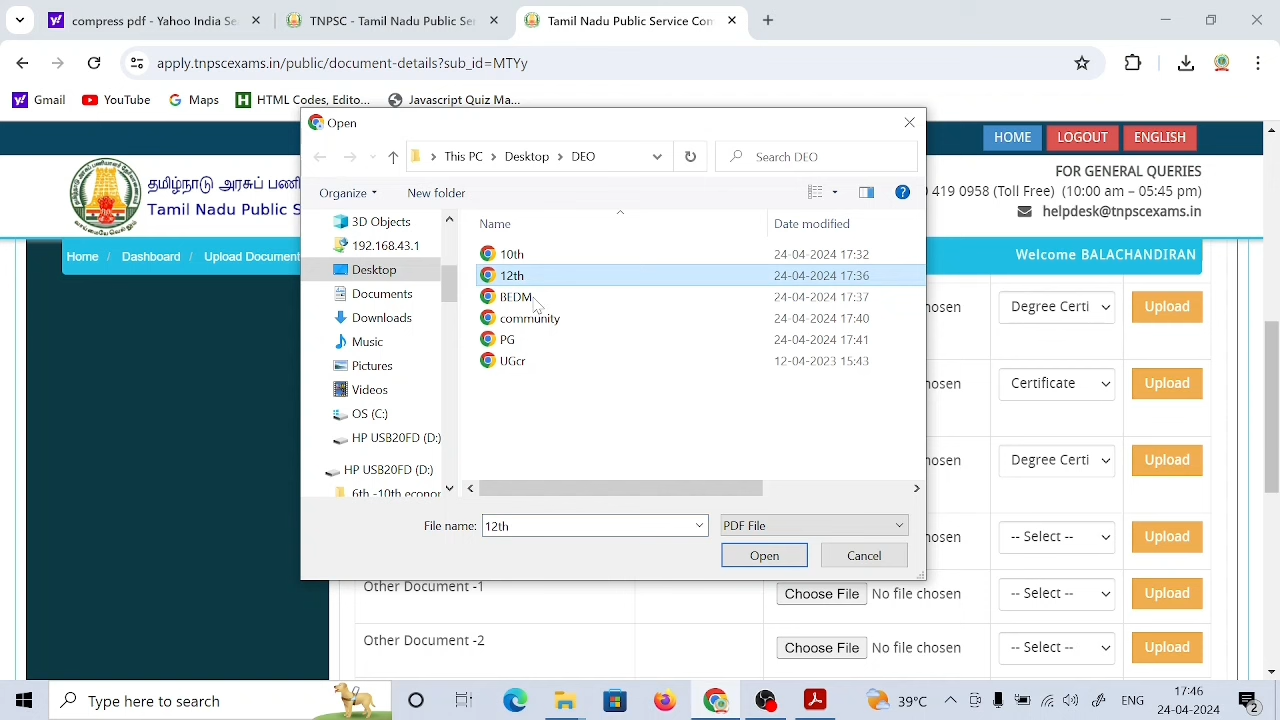 compress pdf - Yahoo India Se
TNPSC - Tamil Nadu Public Ser
Tamil Nadu Public Service Com
apply.tnpscexams.in/public/document-details?sub_id=MTYy
Gmail
YouTube
Maps
HTML Codes, Edito...
Javascript Quiz Ma...
HOME
LOGOUT
ENGLISH
தமிழ்நாடு அரசுப் பணி
Tamil Nadu Public S
FOR GENERAL QUERIES
419 0958 (Toll Free) (10:00 am – 05:45 pm)
helpdesk@tnpscexams.in
Home / Dashboard / Upload Document
Welcome BALACHANDIRAN
Open
This PC > Desktop > DEO
Search DEO
Organize
New folder
3D Objects
192.168.43.1
Desktop
Documents
Downloads
Music
Pictures
Videos
OS (C:)
HP USB20FD (D:)
HP USB20FD (D:)
6th -10th econor
Name
Date modified
10th 24-04-2024 17:32
12th 24-04-2024 17:36
BEDM 24-04-2024 17:37
community 24-04-2024 17:40
PG 24-04-2024 17:41
UGcr 12-04-2023 15:43
File name: 12th
PDF File
Open
Cancel
hosen Degree Certi Upload
hosen Certificate Upload
hosen Degree Certi Upload
hosen -- Select -- Upload
Other Document -1 Choose File No file chosen -- Select -- Upload
Other Document -2 Choose File No file chosen -- Select -- Upload
Type here to search
39°C
ENG
17:46
24-04-2024
2